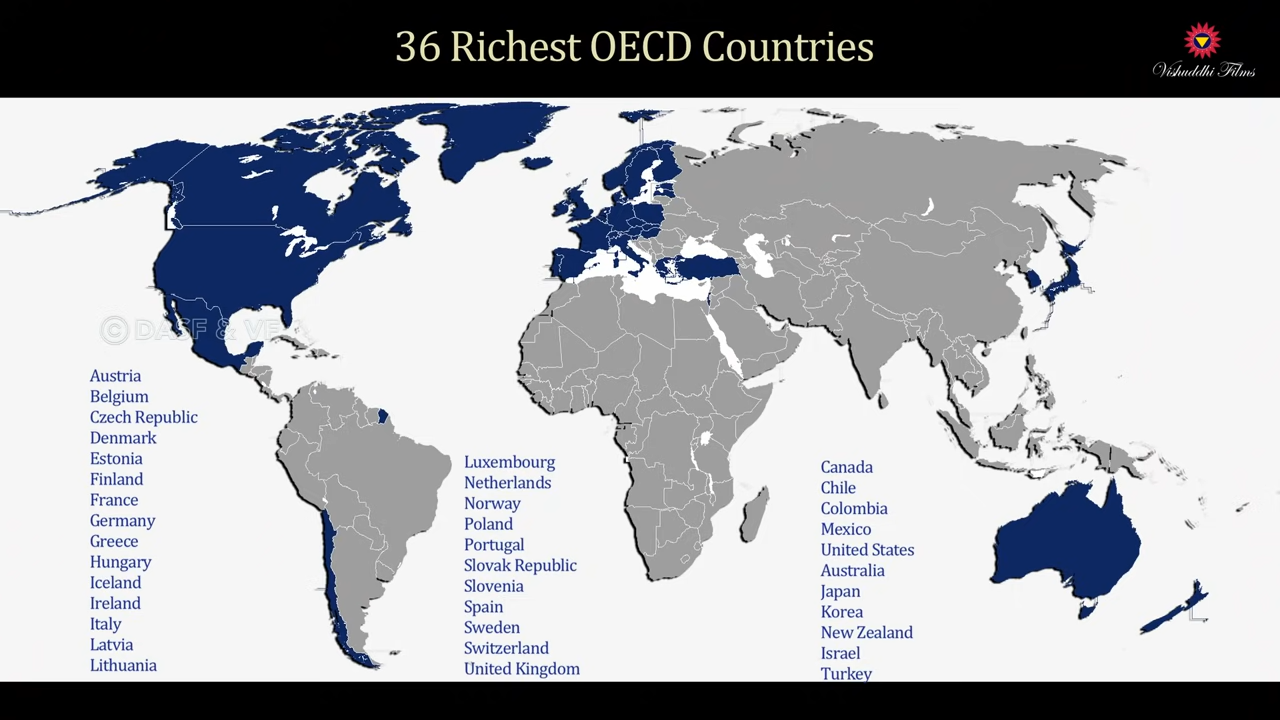 36 Richest OECD Countries
Vishuddhi Films
© DASF & VF
Austria
Belgium
Czech Republic
Denmark
Estonia
Finland
France
Germany
Greece
Hungary
Iceland
Ireland
Italy
Latvia
Lithuania
Luxembourg
Netherlands
Norway
Poland
Portugal
Slovak Republic
Slovenia
Spain
Sweden
Switzerland
United Kingdom
Canada
Chile
Colombia
Mexico
United States
Australia
Japan
Korea
New Zealand
Israel
Turkey